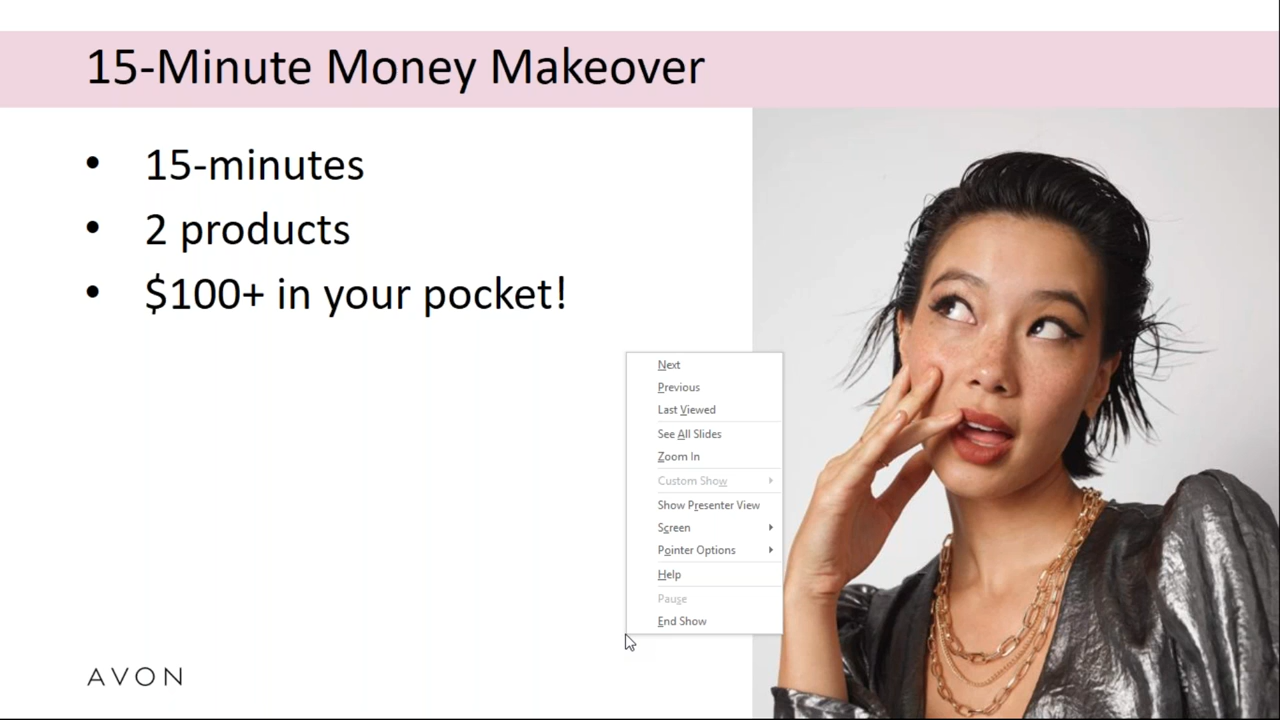 15-Minute Money Makeover
• 15-minutes
• 2 products
• $100+ in your pocket!
Next
Previous
Last Viewed
See All Slides
Zoom In
Custom Show
Show Presenter View
Screen
Pointer Options
Help
Pause
End Show
AVON